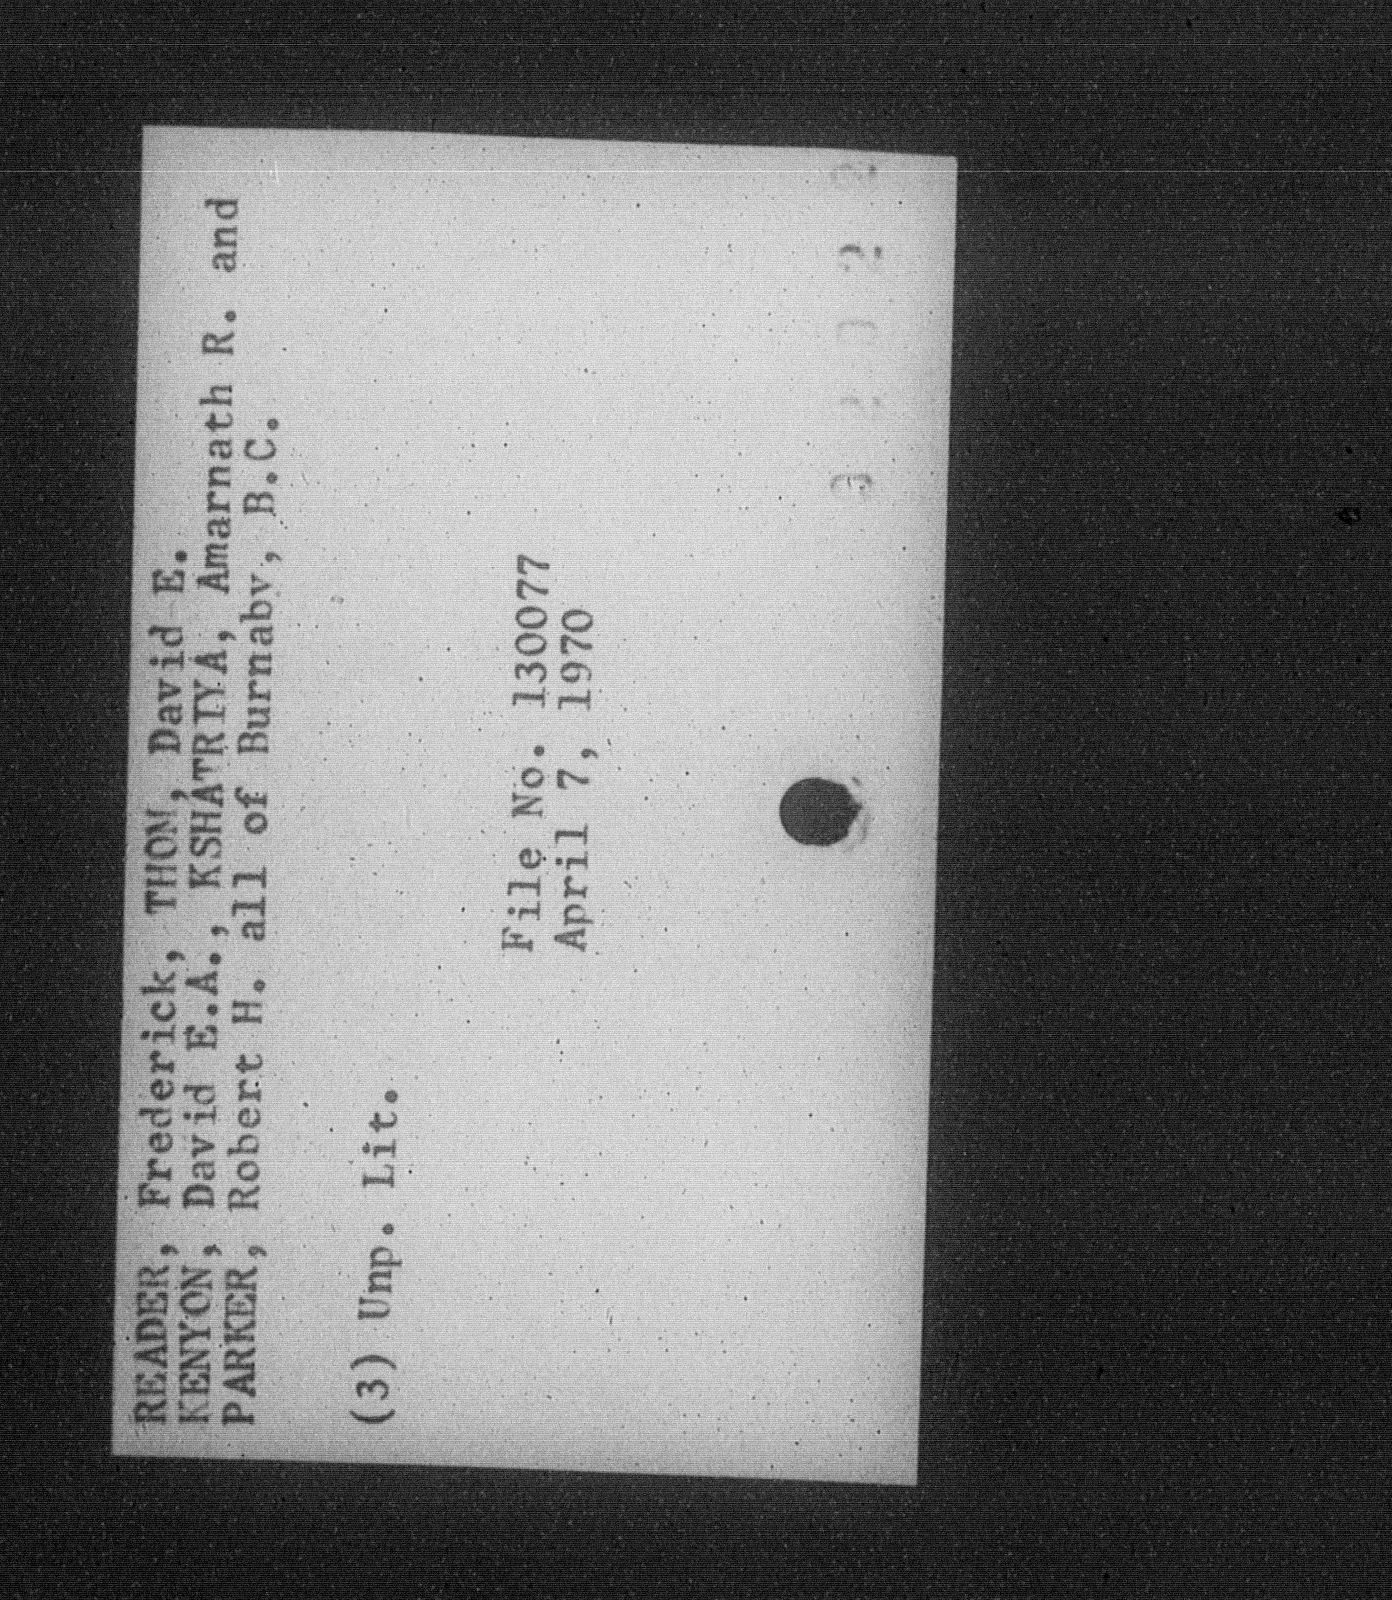 READER, Frederick, THOM, David E.
KENYON, David E.A., KSHATRIYA, Amarnath R. and
PARKER, Robert H. all of Burnaby, B.C.
(3) Unp. Lit.
File No. 130077
April 7, 1970